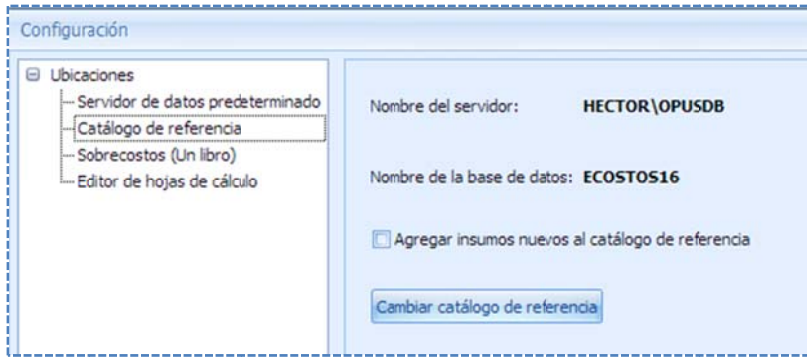 Configuración
Ubicaciones
Servidor de datos predeterminado
Catálogo de referencia
Sobrecostos (Un libro)
Editor de hojas de cálculo
Nombre del servidor: HECTOR\OPUSDB
Nombre de la base de datos: ECOSTOS16
Agregar insumos nuevos al catálogo de referencia
Cambiar catálogo de referencia